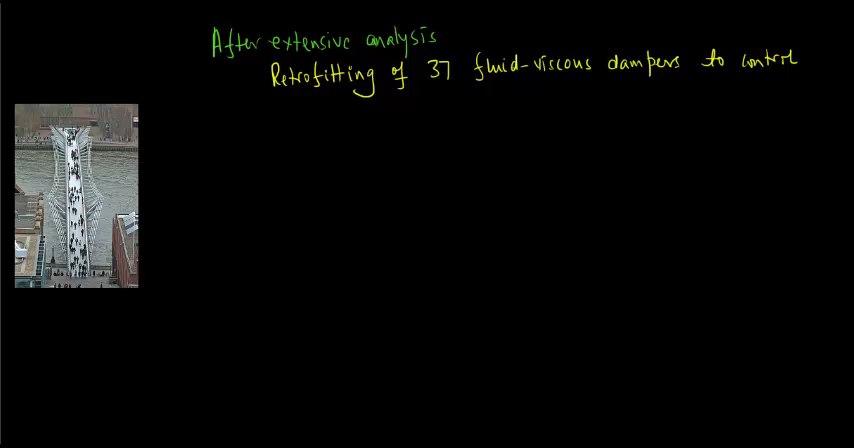 After extensive analysis
Retrofitting of 37 fluid-viscous dampers to control